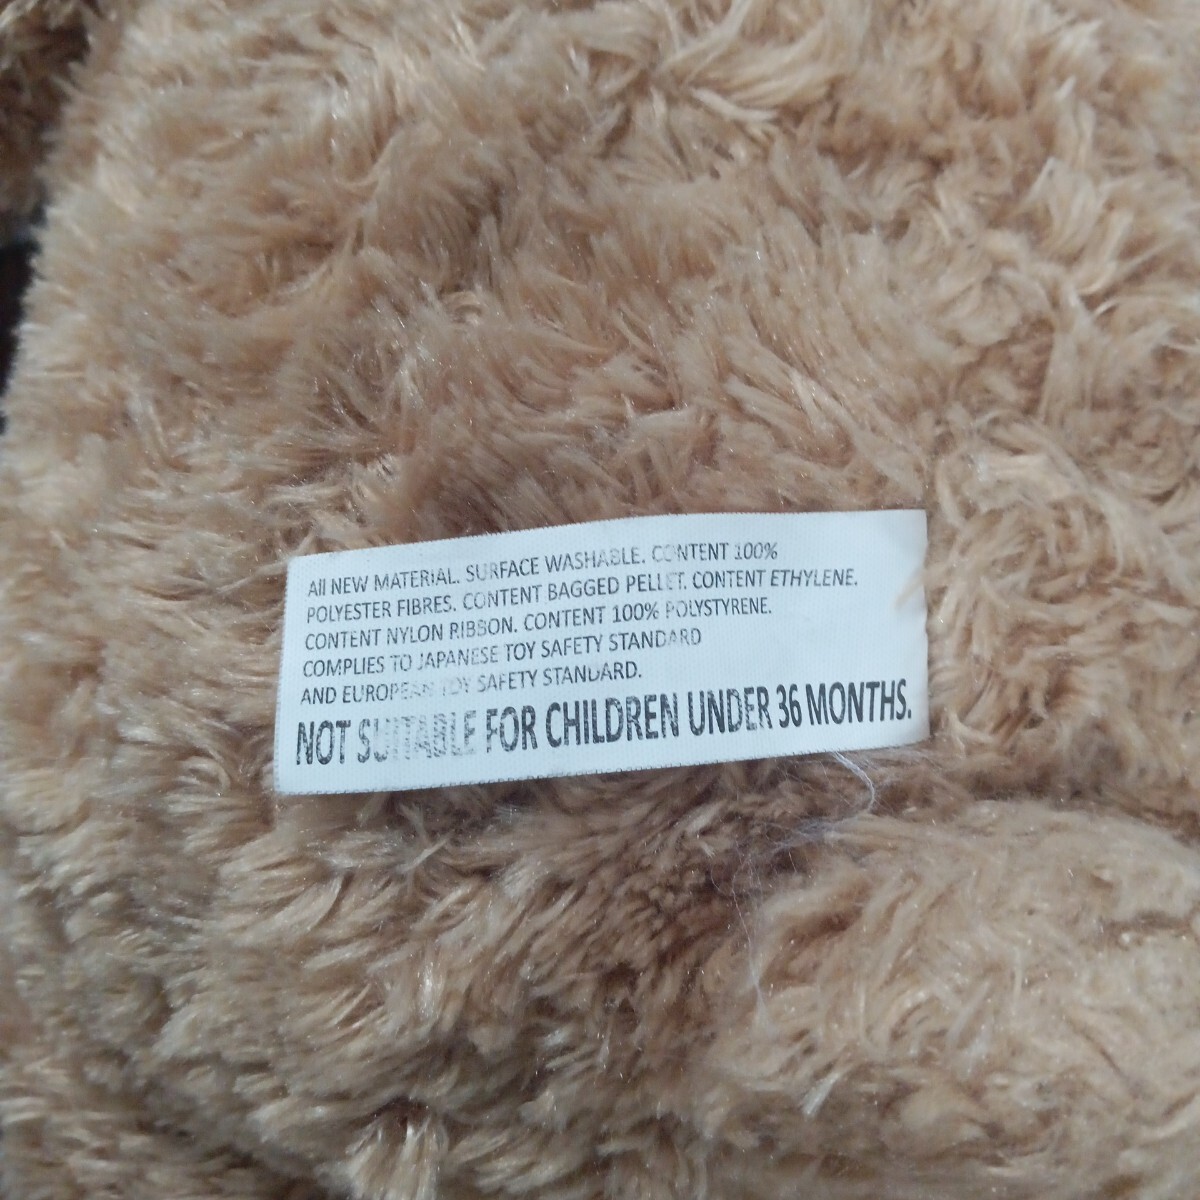 All NEW MATERIAL. SURFACE WASHABLE. CONTENT 100%
POLYESTER FIBRES. CONTENT BAGGED PELLET. CONTENT ETHYLENE.
CONTENT NYLON RIBBON. CONTENT 100% POLYSTYRENE.
COMPLIES TO JAPANESE TOY SAFETY STANDARD
AND EUROPEAN TOY SAFETY STANDARD.
NOT SUITABLE FOR CHILDREN UNDER 36 MONTHS.